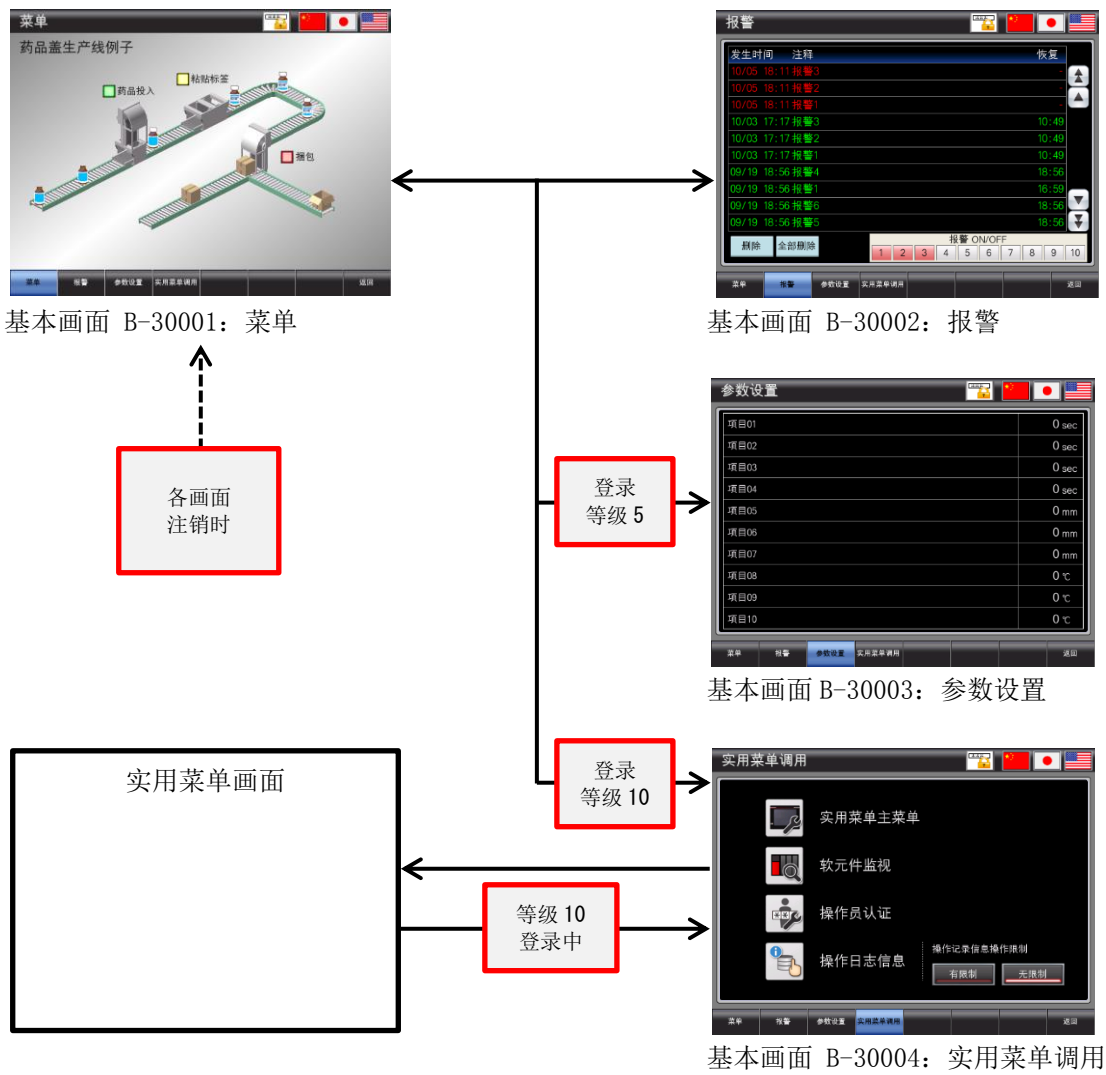 菜单
药品盖生产线例子
粘贴标签
药品投入
捆包
菜单 报警 参数设置 实用菜单调用 返回
基本画面 B-30001：菜单
报警
发生时间 注释 恢复
10/05 18:11 报警3 -
10/05 18:11 报警2 -
10/05 18:11 报警1 -
10/03 17:17 报警3 10:49
10/03 17:17 报警2 10:49
10/03 17:17 报警1 10:49
09/19 18:56 报警4 18:56
09/19 18:56 报警1 16:59
09/19 18:56 报警6 18:56
09/19 18:56 报警5 18:56
删除 全部删除
报警 ON/OFF
1 2 3 4 5 6 7 8 9 10
菜单 报警 参数设置 实用菜单调用 返回
基本画面 B-30002：报警
各画面
注销时
登录
等级 5
参数设置
项目01 0 sec
项目02 0 sec
项目03 0 sec
项目04 0 sec
项目05 0 mm
项目06 0 mm
项目07 0 mm
项目08 0 ℃
项目09 0 ℃
项目10 0 ℃
菜单 报警 参数设置 实用菜单调用 返回
基本画面 B-30003：参数设置
实用菜单画面
登录
等级 10
等级 10
登录中
实用菜单调用
实用菜单主菜单
软元件监视
操作员认证
操作日志信息
操作记录信息操作限制
有限制 无限制
菜单 报警 参数设置 实用菜单调用 返回
基本画面 B-30004：实用菜单调用